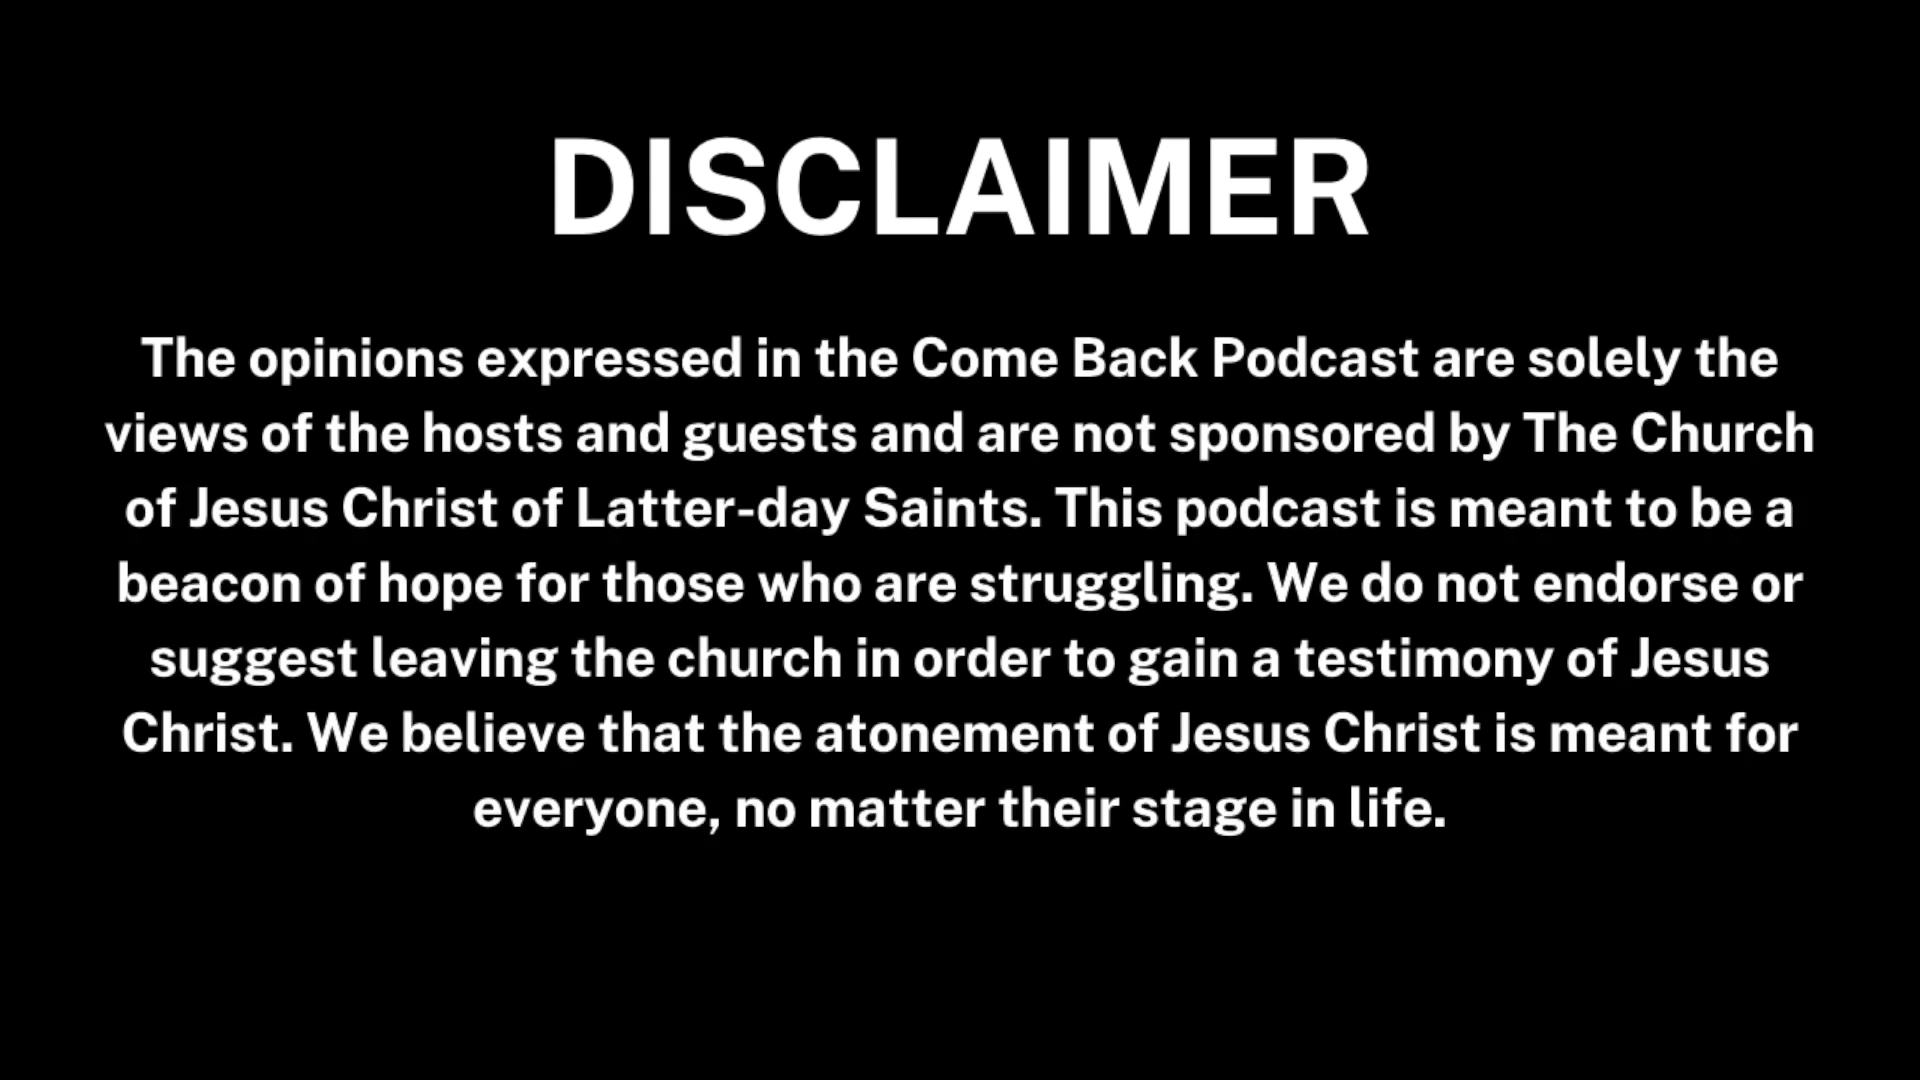 DISCLAIMER
The opinions expressed in the Come Back Podcast are solely the
views of the hosts and guests and are not sponsored by The Church
of Jesus Christ of Latter-day Saints. This podcast is meant to be a
beacon of hope for those who are struggling. We do not endorse or
suggest leaving the church in order to gain a testimony of Jesus
Christ. We believe that the atonement of Jesus Christ is meant for
everyone, no matter their stage in life.